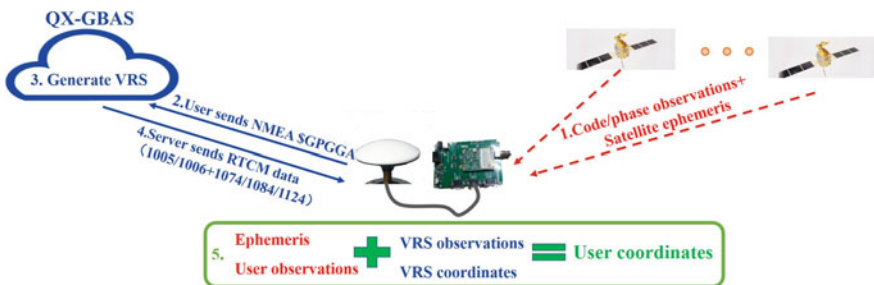 QX-GBAS
3. Generate VRS
2.User sends NMEA $GPGGA
4.Server sends RTCM data
（1005/1006+1074/1084/1124）
1.Code/phase observations+
Satellite ephemeris
5.
Ephemeris
User observations
VRS observations
VRS coordinates
User coordinates